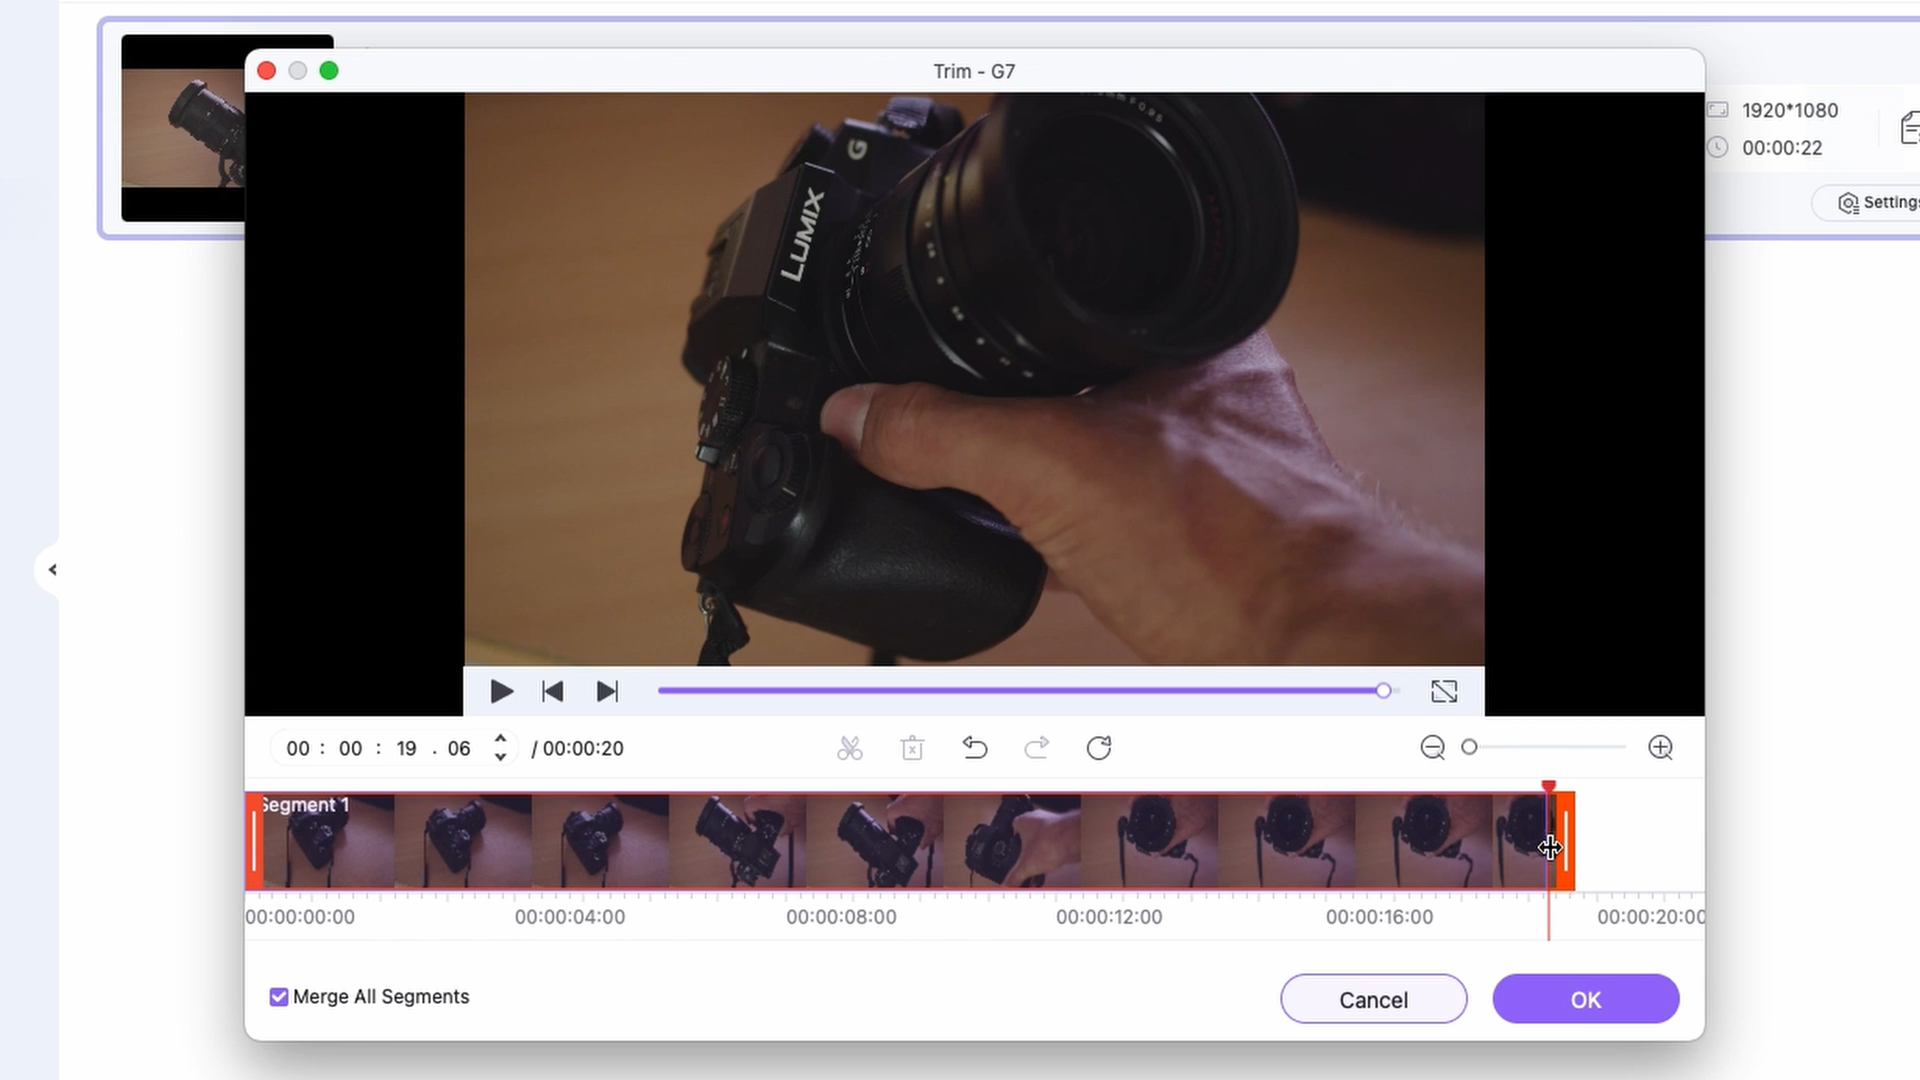 Trim - G7
1920*1080
00:00:22
Settings
G
LUMIX
00 : 00 : 19 . 06 / 00:00:20
Segment 1
00:00:00:00 00:00:04:00 00:00:08:00 00:00:12:00 00:00:16:00 00:00:20:00
Merge All Segments
Cancel
OK